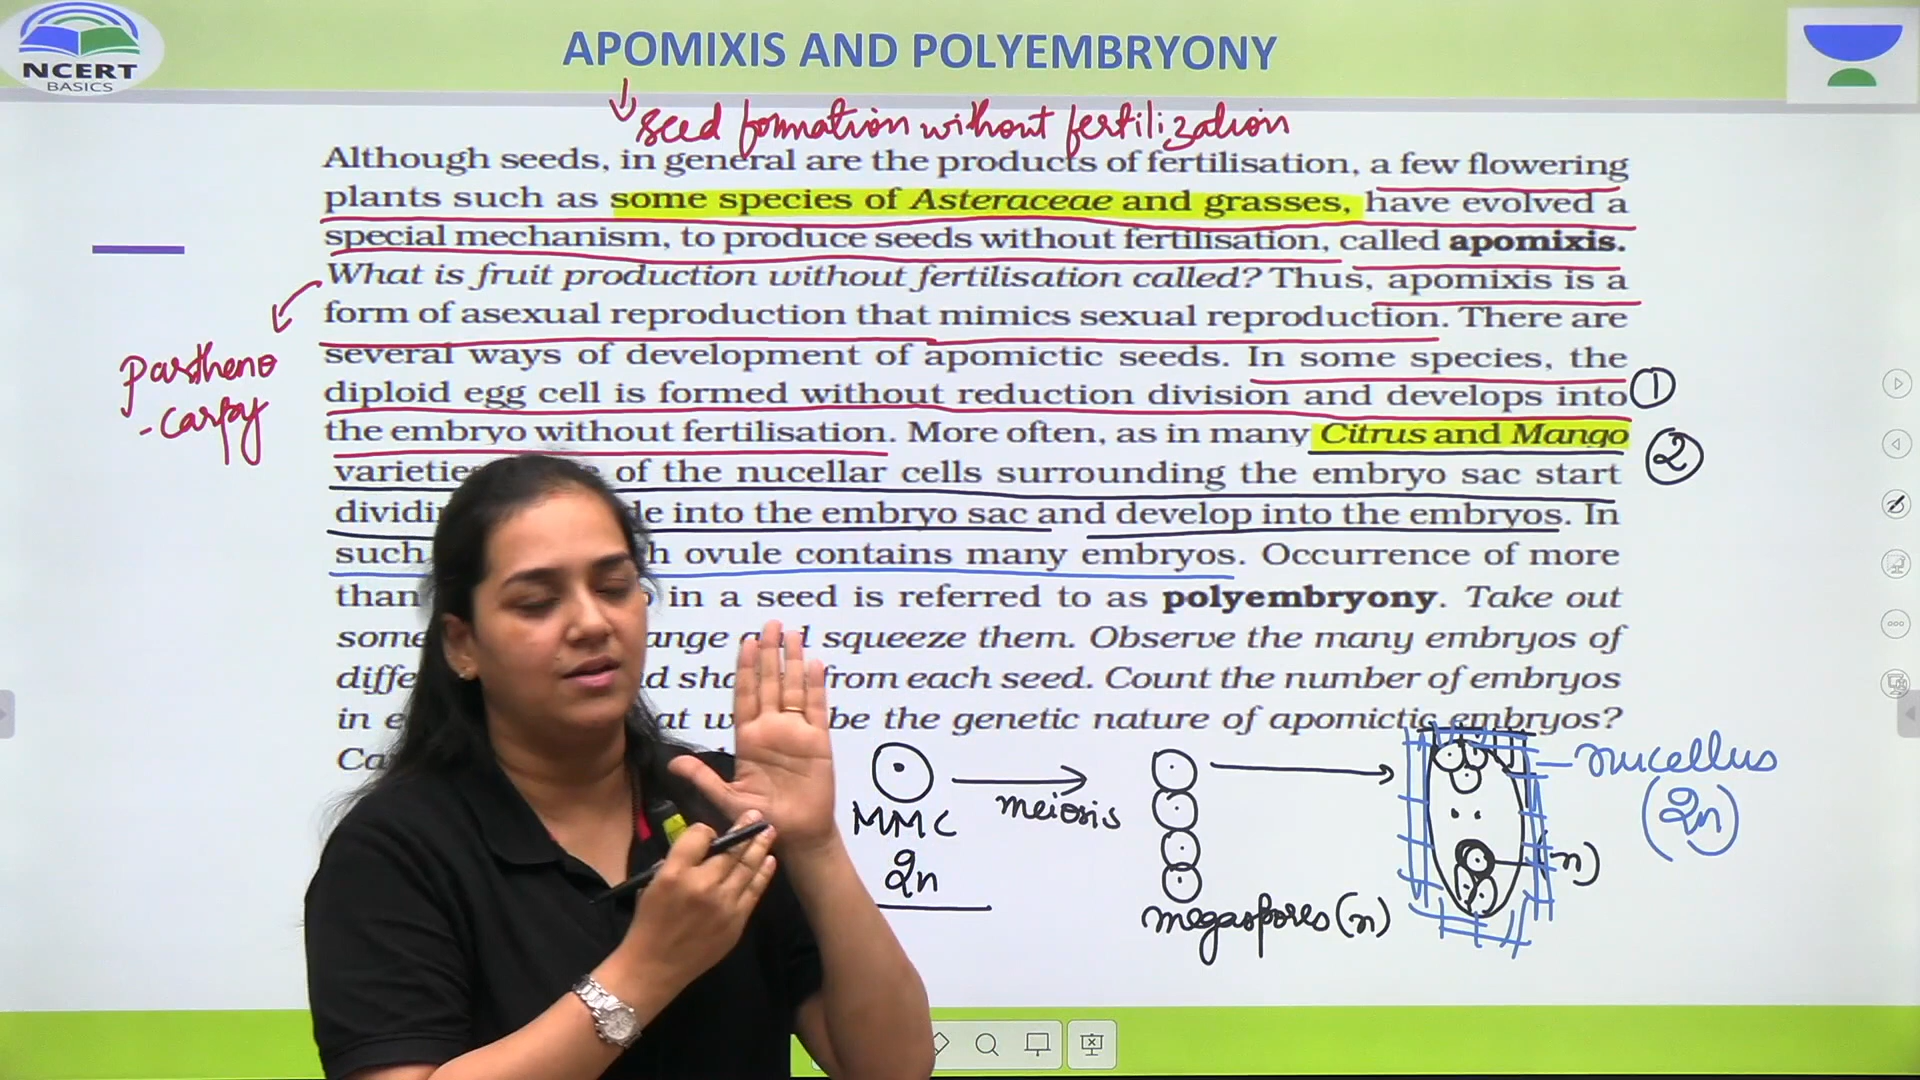 NCERT
BASICS
APOMIXIS AND POLYEMBRYONY
seed formation without fertilization
Although seeds, in general are the products of fertilisation, a few flowering
plants such as some species of Asteraceae and grasses, have evolved a
special mechanism, to produce seeds without fertilisation, called apomixis.
What is fruit production without fertilisation called? Thus, apomixis is a
form of asexual reproduction that mimics sexual reproduction. There are
several ways of development of apomictic seeds. In some species, the
diploid egg cell is formed without reduction division and develops into
the embryo without fertilisation. More often, as in many Citrus and Mango
of the nucellar cells surrounding the embryo sac start
into the embryo sac and develop into the embryos. In
such ovule contains many embryos. Occurrence of more
than in a seed is referred to as polyembryony. Take out
some and squeeze them. Observe the many embryos of
from each seed. Count the number of embryos
in be the genetic nature of apomictic embryos?
Partheno
-carpy
1
2
MMC
2n
meiosis
megaspores (n)
nucellus
(2n)
n)